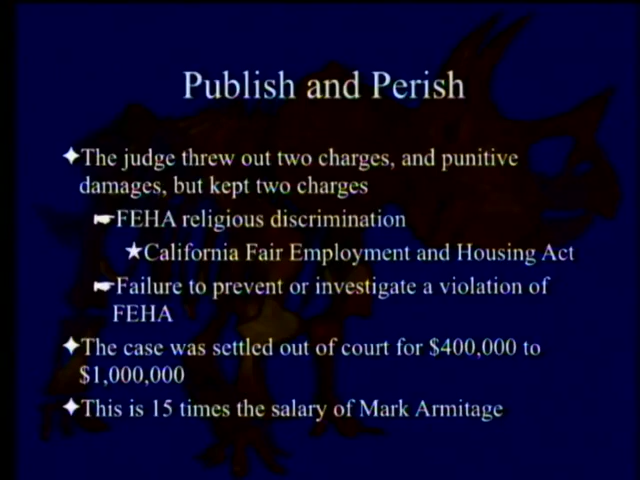 Publish and Perish
The judge threw out two charges, and punitive
damages, but kept two charges
FEHA religious discrimination
California Fair Employment and Housing Act
Failure to prevent or investigate a violation of
FEHA
The case was settled out of court for $400,000 to
$1,000,000
This is 15 times the salary of Mark Armitage